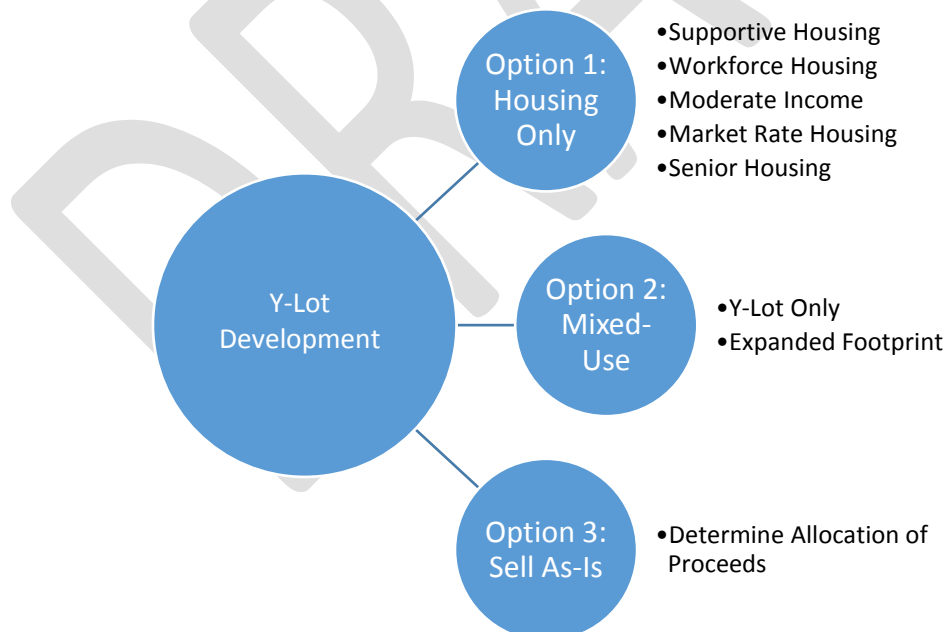 Option 1:
Housing
Only
•Supportive Housing
•Workforce Housing
•Moderate Income
•Market Rate Housing
•Senior Housing
Y-Lot
Development
Option 2:
Mixed-
Use
•Y-Lot Only
•Expanded Footprint
Option 3:
Sell As-Is
•Determine Allocation of
Proceeds